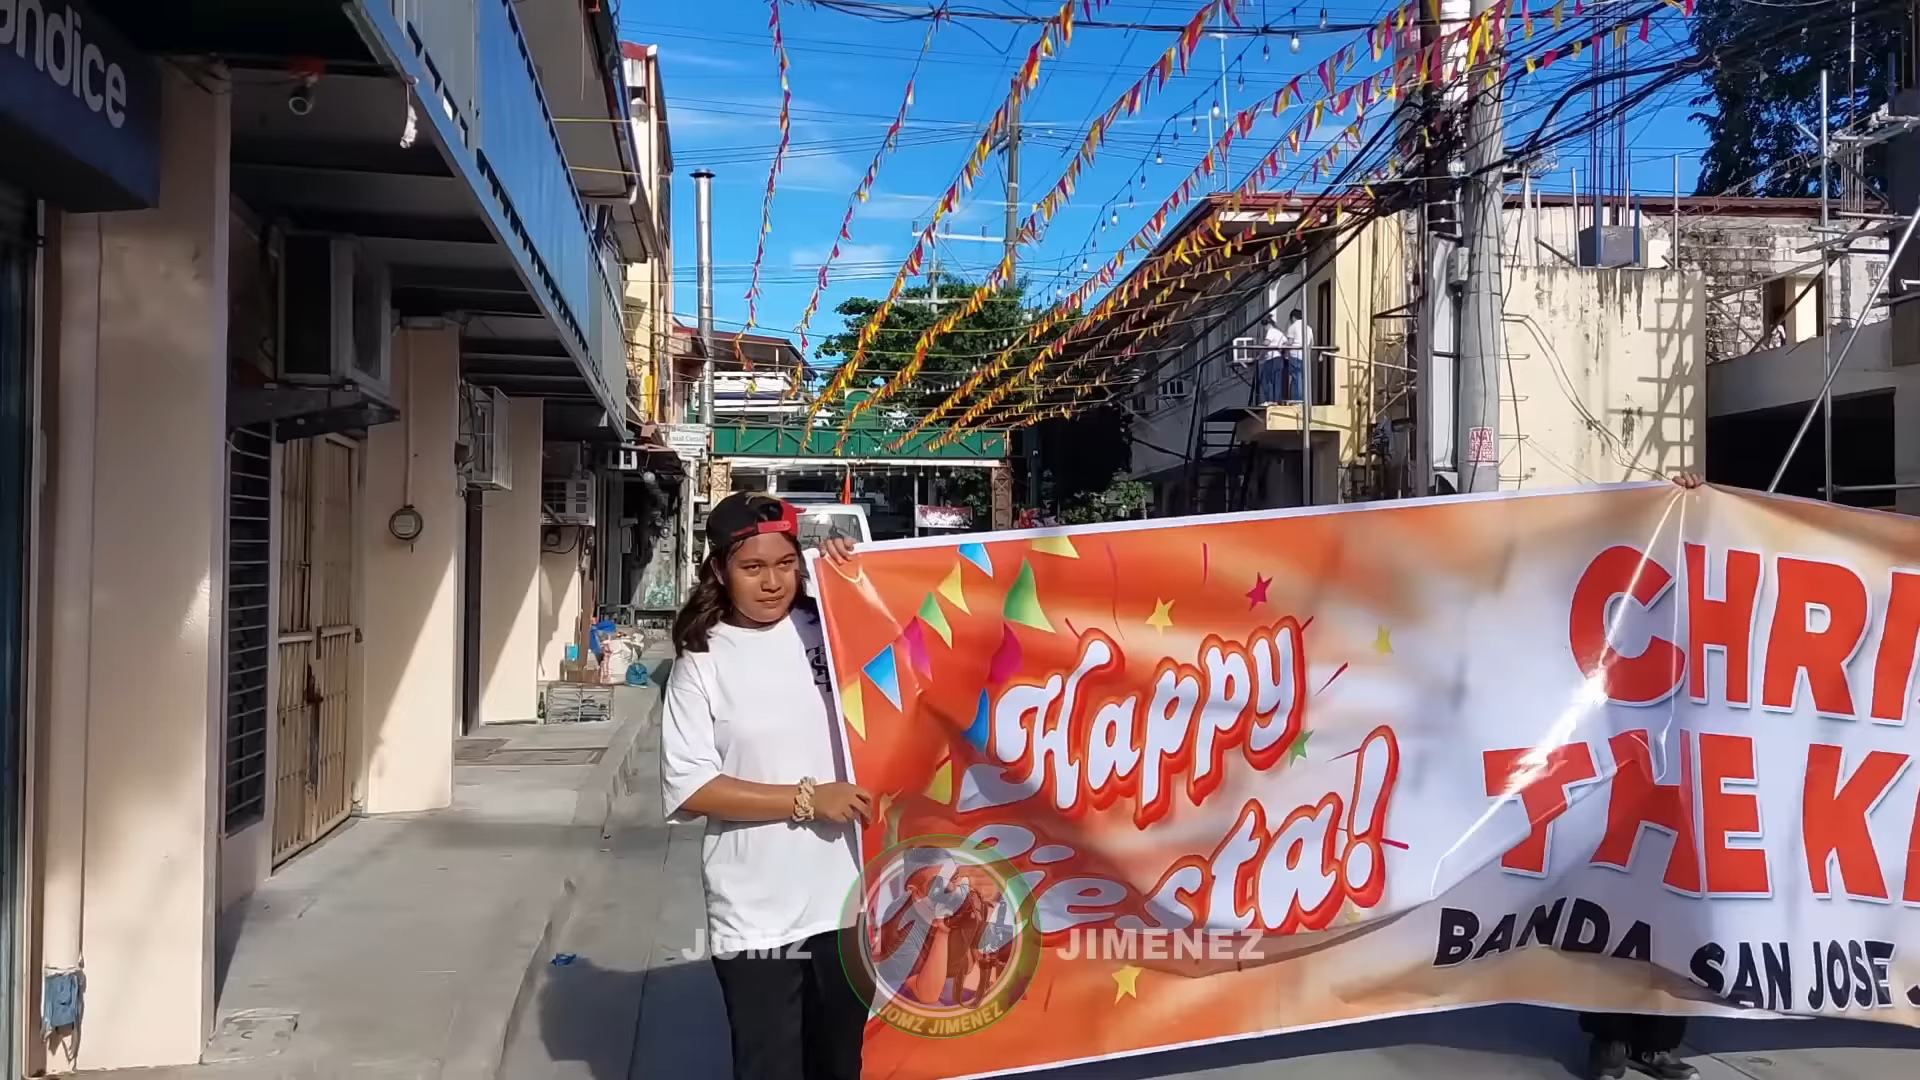 ndice
Happy
Fiesta!
CHRI
THE K
BANDA SAN JOSE
JOMZ JIMENEZ
JOMZ JIMENEZ